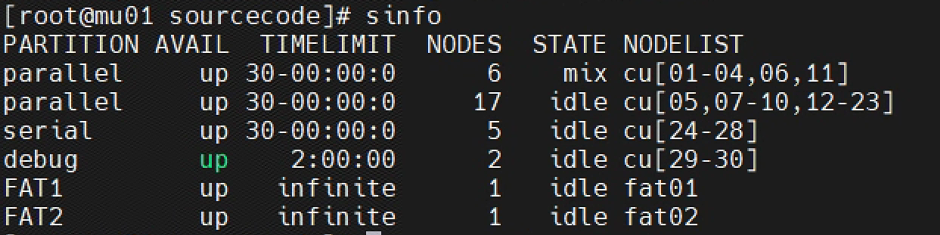 [root@mu01 sourcecode]# sinfo
PARTITION AVAIL  TIMELIMIT  NODES  STATE NODELIST
parallel     up 30-00:00:0      6    mix cu[01-04,06,11]
parallel     up 30-00:00:0     17   idle cu[05,07-10,12-23]
serial       up 30-00:00:0      5   idle cu[24-28]
debug        up    2:00:00      2   idle cu[29-30]
FAT1         up   infinite      1   idle fat01
FAT2         up   infinite      1   idle fat02